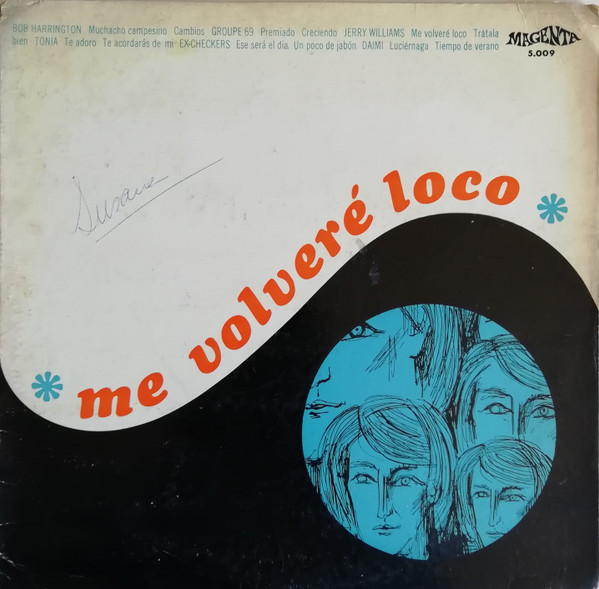 BOB HARRINGTON Muchacho campesino Cambios GROUPE 69 Premiado Creciendo JERRY WILLIAMS Me volveré loco Trátala
bien TONIA Te adoro Te acordarás de mi EX-CHECKERS Ese será el día. Un poco de jabón. DAIMI Luciérnaga Tiempo de verano
MAGENTA
5.009
Susana
* me volveré loco *